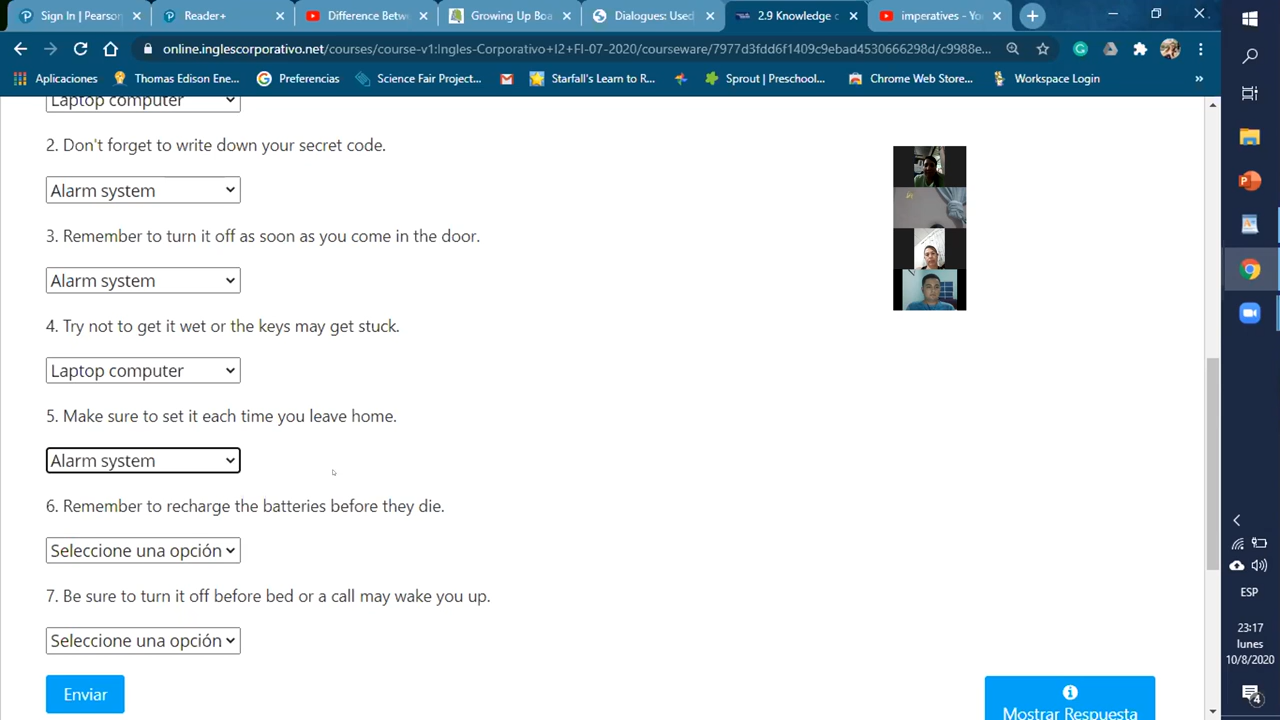 Sign In | Pearson
Reader+
Difference Betw
Growing Up Boa
Dialogues: Used
2.9 Knowledge c
imperatives - Yo
online.inglescorporativo.net/courses/course-v1:Ingles-Corporativo+I2+FI-07-2020/courseware/7977d3fdd6f1409c9ebad4530666298d/c9988e...
Aplicaciones
Thomas Edison Ene...
Preferencias
Science Fair Project...
Starfall's Learn to R...
Sprout | Preschool...
Chrome Web Store...
Workspace Login
»
Laptop computer
2. Don't forget to write down your secret code.
Alarm system
3. Remember to turn it off as soon as you come in the door.
Alarm system
4. Try not to get it wet or the keys may get stuck.
Laptop computer
5. Make sure to set it each time you leave home.
Alarm system
6. Remember to recharge the batteries before they die.
Seleccione una opción
7. Be sure to turn it off before bed or a call may wake you up.
Seleccione una opción
Enviar
Mostrar Respuesta
ESP
23:17
lunes
10/8/2020
4